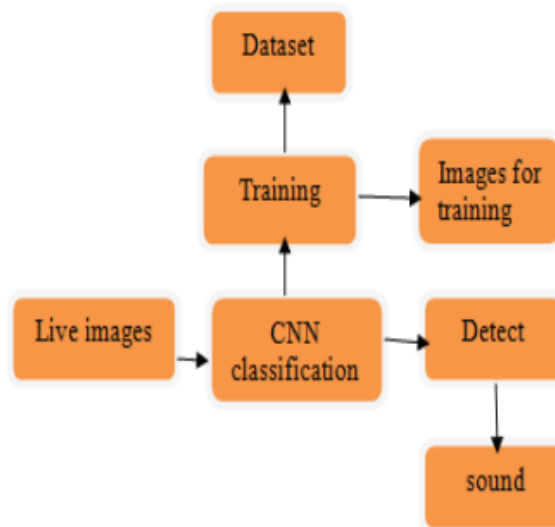 Dataset
Training
Images for
training
Live images
CNN
classification
Detect
sound